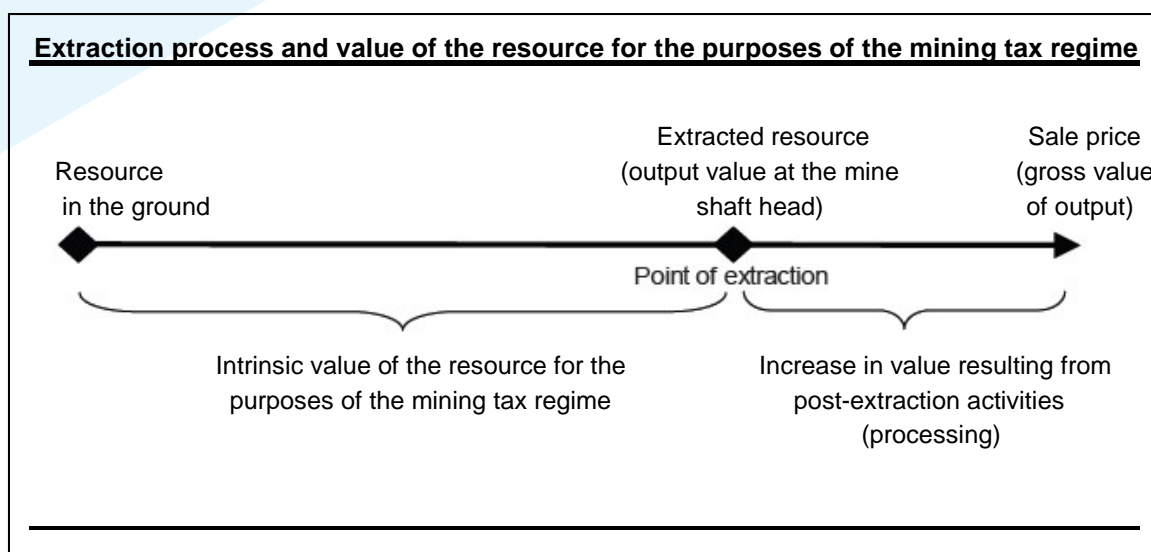 Extraction process and value of the resource for the purposes of the mining tax regime
Resource
in the ground
Extracted resource
(output value at the mine
shaft head)
Sale price
(gross value
of output)
Point of extraction
Intrinsic value of the resource for the
purposes of the mining tax regime
Increase in value resulting from
post-extraction activities
(processing)